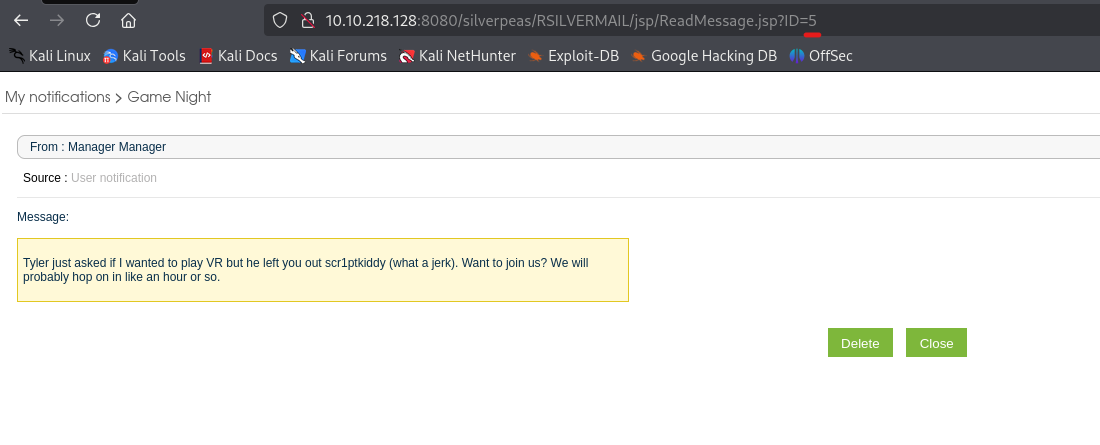 10.10.218.128:8080/silverpeas/RSILVERMAIL/jsp/ReadMessage.jsp?ID=5
Kali Linux Kali Tools Kali Docs Kali Forums Kali NetHunter Exploit-DB Google Hacking DB OffSec
My notifications > Game Night
From : Manager Manager
Source : User notification
Message:
Tyler just asked if I wanted to play VR but he left you out scr1ptkiddy (what a jerk). Want to join us? We will
probably hop on in like an hour or so.
Delete Close